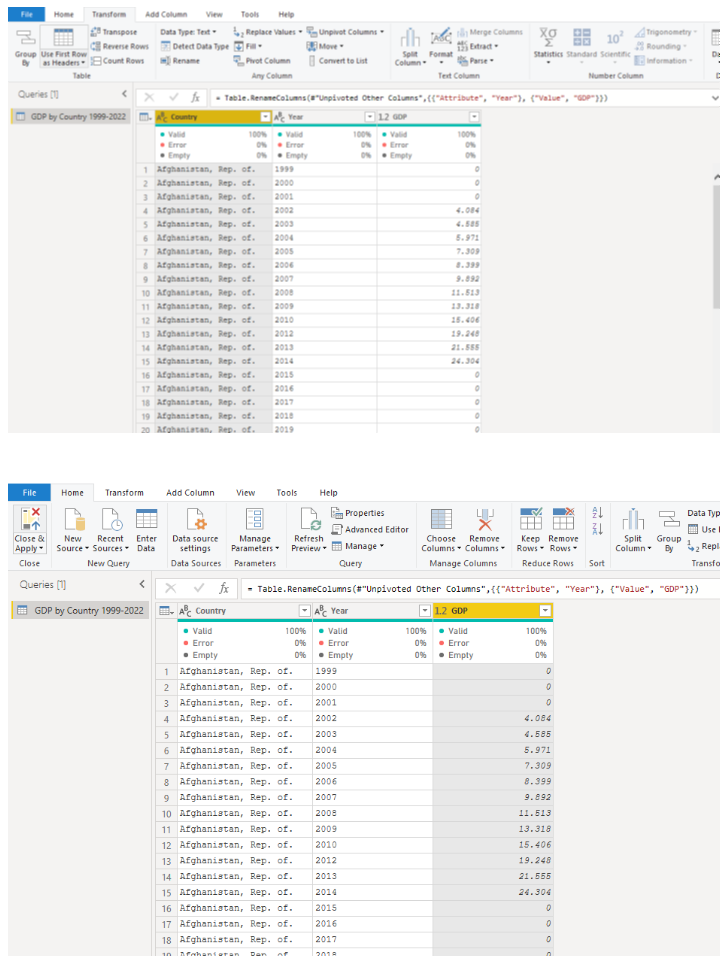 File Home Transform Add Column View Tools Help
Transpose Data Type: Text Replace Values Unpivot Columns Merge Columns Trigonometry
Reverse Rows Detect Data Type Fill Move Extract Rounding
Group By Use First Row as Headers Count Rows Rename Pivot Column Convert to List Split Column Format Parse Statistics Standard Scientific Information
Table Any Column Text Column Number Column
Queries [1] = Table.RenameColumns(#"Unpivoted Other Columns",{{"Attribute", "Year"}, {"Value", "GDP"}})
GDP by Country 1999-2022 Country Year 1.2 GDP
Valid 100% Valid 100% Valid 100%
Error 0% Error 0% Error 0%
Empty 0% Empty 0% Empty 0%
1 Afghanistan, Rep. of. 1999 0
2 Afghanistan, Rep. of. 2000 0
3 Afghanistan, Rep. of. 2001 0
4 Afghanistan, Rep. of. 2002 4.084
5 Afghanistan, Rep. of. 2003 4.585
6 Afghanistan, Rep. of. 2004 5.971
7 Afghanistan, Rep. of. 2005 7.309
8 Afghanistan, Rep. of. 2006 8.399
9 Afghanistan, Rep. of. 2007 9.892
10 Afghanistan, Rep. of. 2008 11.513
11 Afghanistan, Rep. of. 2009 13.318
12 Afghanistan, Rep. of. 2010 15.406
13 Afghanistan, Rep. of. 2012 19.248
14 Afghanistan, Rep. of. 2013 21.555
15 Afghanistan, Rep. of. 2014 24.304
16 Afghanistan, Rep. of. 2015 0
17 Afghanistan, Rep. of. 2016 0
18 Afghanistan, Rep. of. 2017 0
19 Afghanistan, Rep. of. 2018 0
20 Afghanistan, Rep. of. 2019 0
File Home Transform Add Column View Tools Help
Properties
Advanced Editor
Close & Apply New Source Recent Sources Enter Data Data source settings Manage Parameters Refresh Preview Manage Choose Columns Remove Columns Keep Rows Remove Rows Split Column Group By Data Typ Use Repl
Close New Query Data Sources Parameters Query Manage Columns Reduce Rows Sort Transfo
Queries [1] = Table.RenameColumns(#"Unpivoted Other Columns",{{"Attribute", "Year"}, {"Value", "GDP"}})
GDP by Country 1999-2022 Country Year 1.2 GDP
Valid 100% Valid 100% Valid 100%
Error 0% Error 0% Error 0%
Empty 0% Empty 0% Empty 0%
1 Afghanistan, Rep. of. 1999 0
2 Afghanistan, Rep. of. 2000 0
3 Afghanistan, Rep. of. 2001 0
4 Afghanistan, Rep. of. 2002 4.084
5 Afghanistan, Rep. of. 2003 4.585
6 Afghanistan, Rep. of. 2004 5.971
7 Afghanistan, Rep. of. 2005 7.309
8 Afghanistan, Rep. of. 2006 8.399
9 Afghanistan, Rep. of. 2007 9.892
10 Afghanistan, Rep. of. 2008 11.513
11 Afghanistan, Rep. of. 2009 13.318
12 Afghanistan, Rep. of. 2010 15.406
13 Afghanistan, Rep. of. 2012 19.248
14 Afghanistan, Rep. of. 2013 21.555
15 Afghanistan, Rep. of. 2014 24.304
16 Afghanistan, Rep. of. 2015 0
17 Afghanistan, Rep. of. 2016 0
18 Afghanistan, Rep. of. 2017 0